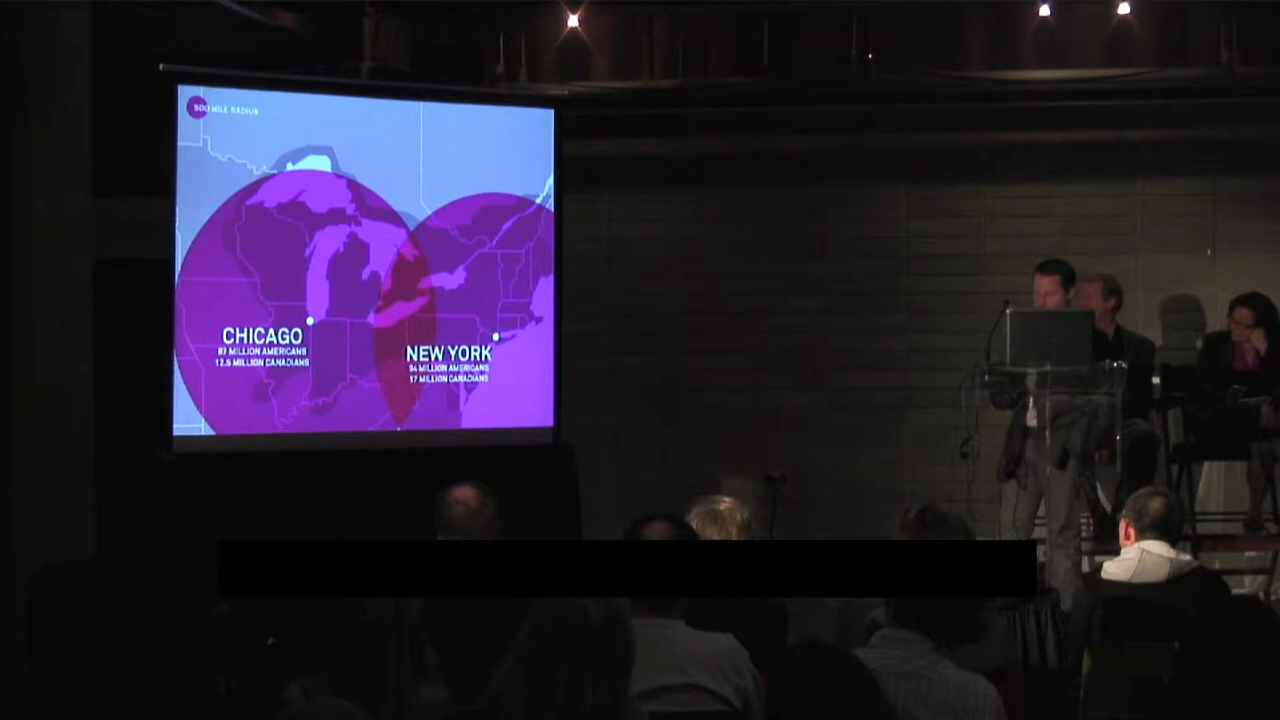 500 MILE RADIUS
CHICAGO
87 MILLION AMERICANS
12.5 MILLION CANADIANS
NEW YORK
94 MILLION AMERICANS
17 MILLION CANADIANS